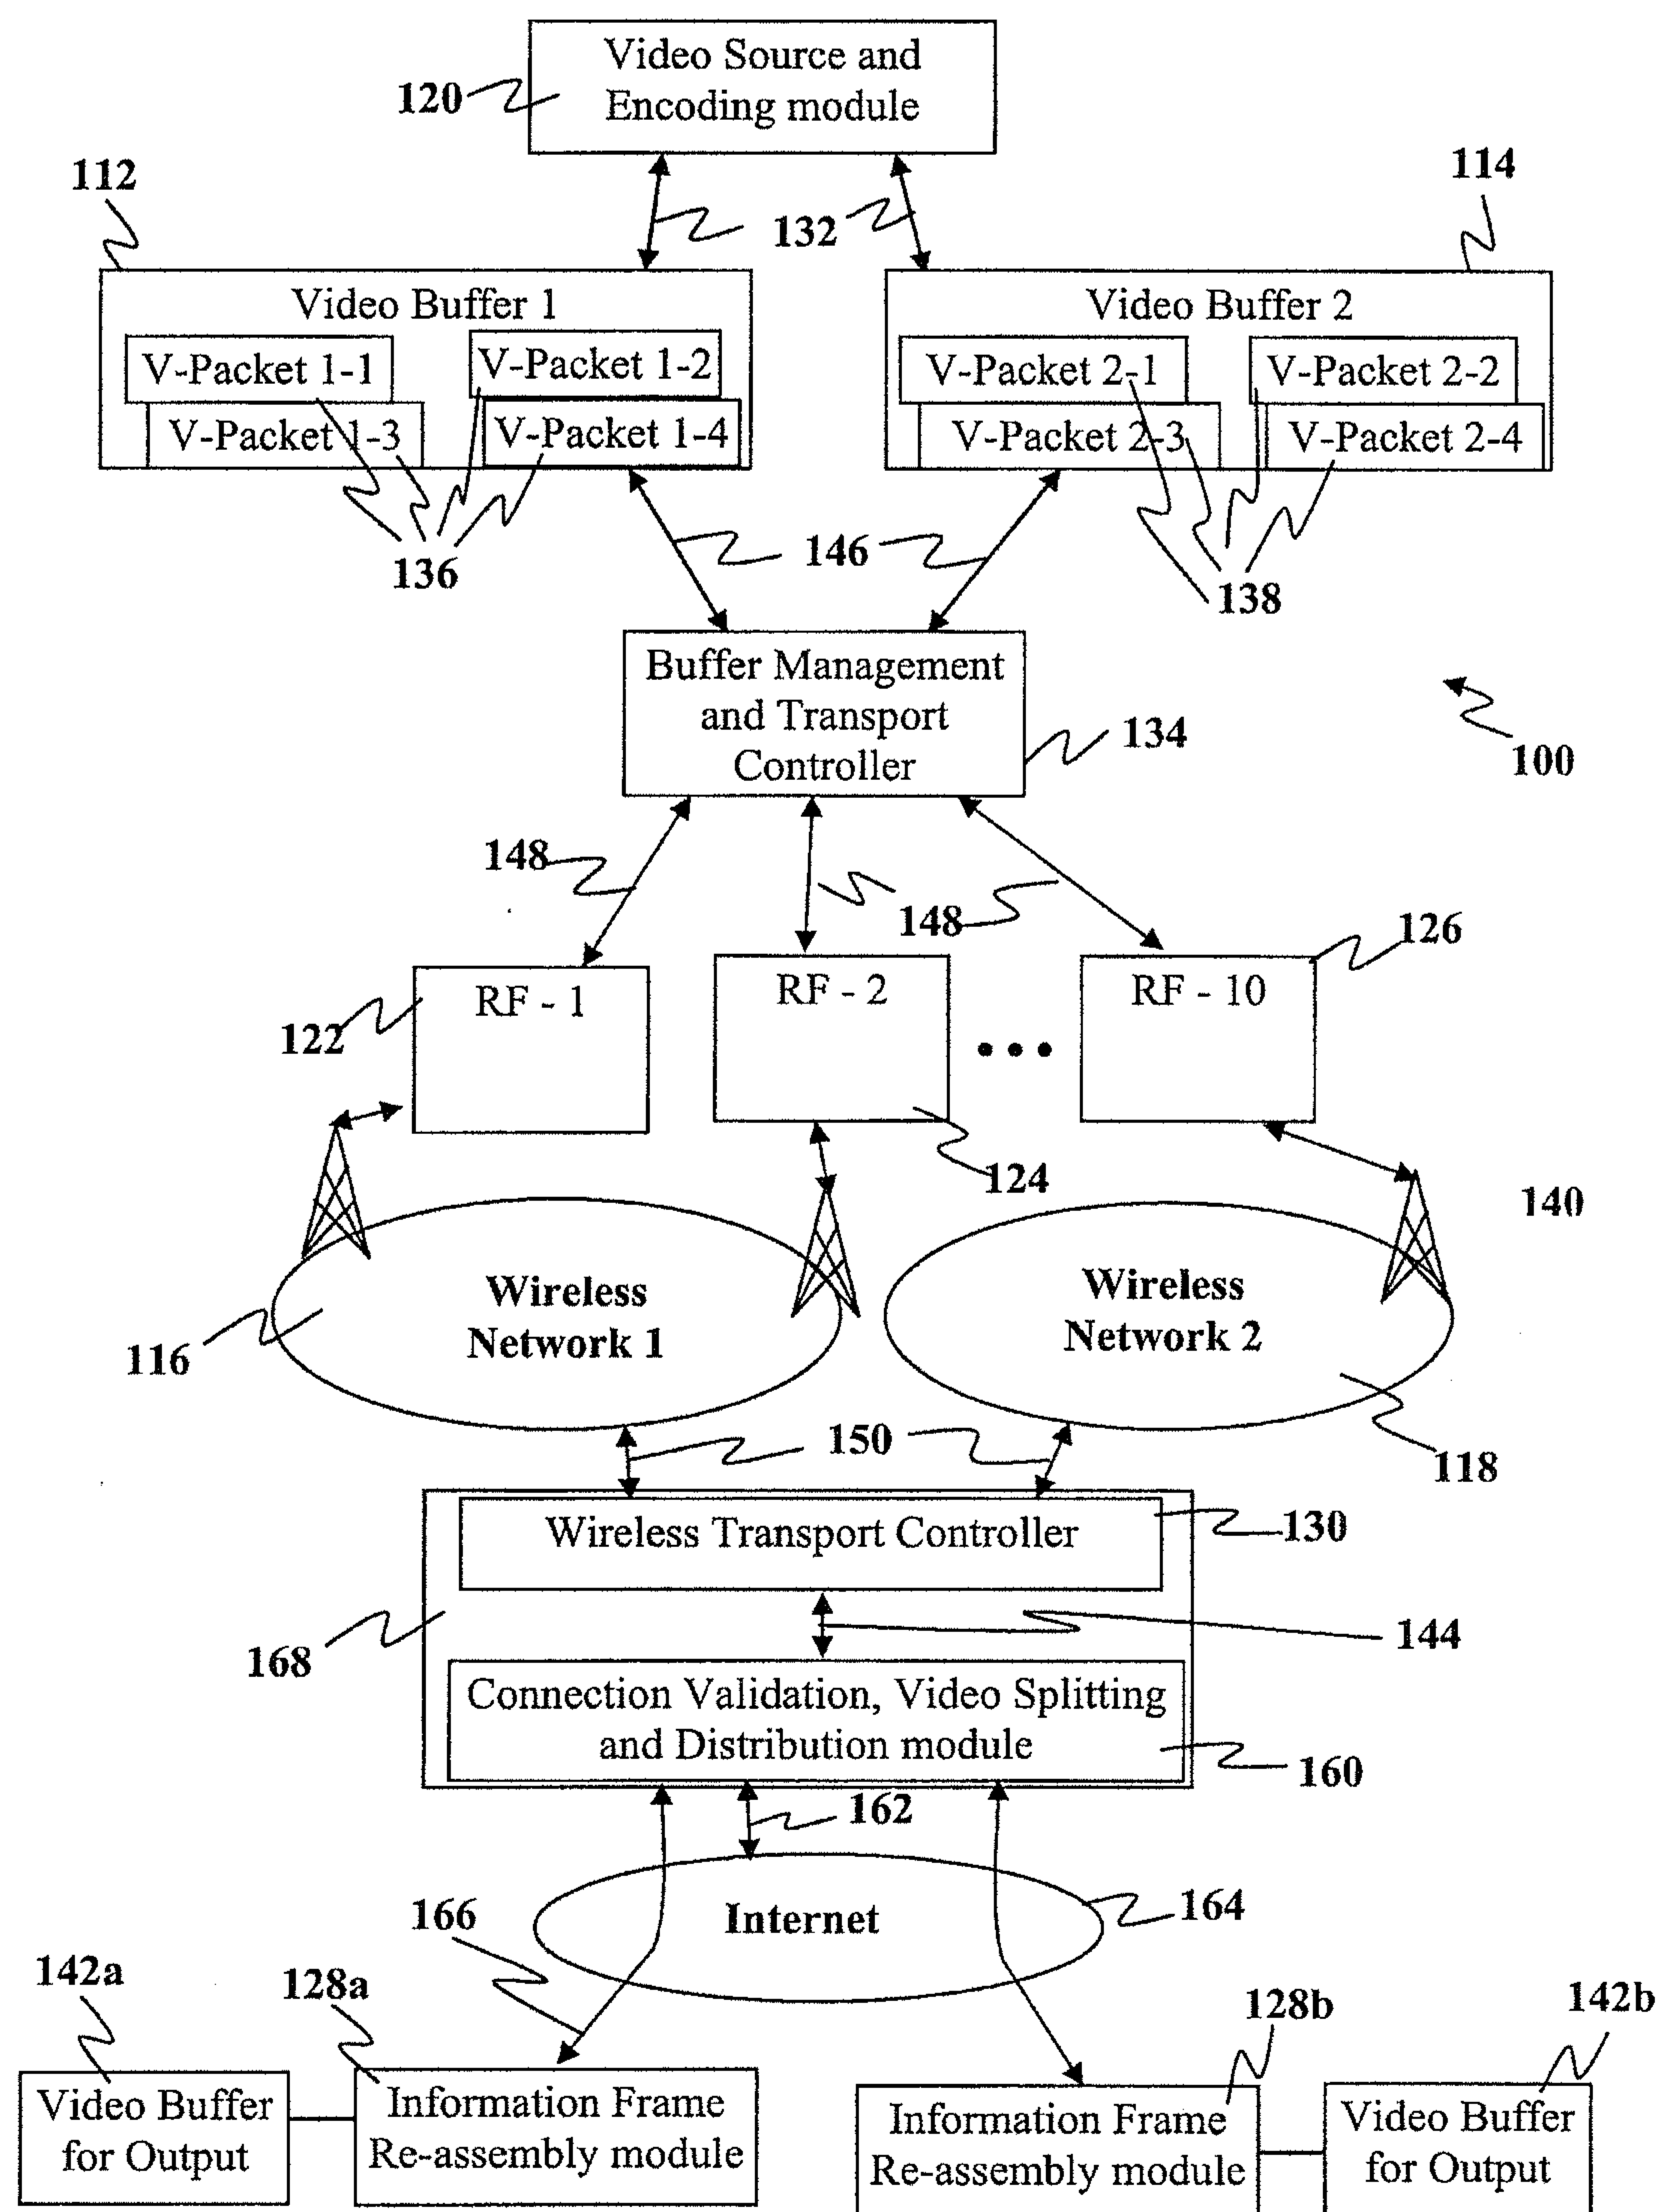 Video Source and
Encoding module
120
112
114
132
Video Buffer 1
V-Packet 1-1
V-Packet 1-2
V-Packet 1-3
V-Packet 1-4
Video Buffer 2
V-Packet 2-1
V-Packet 2-2
V-Packet 2-3
V-Packet 2-4
136
146
138
Buffer Management
and Transport
Controller
134
100
148
148
126
RF - 1
RF - 2
RF - 10
122
124
140
Wireless
Network 1
Wireless
Network 2
116
150
118
Wireless Transport Controller
130
168
144
Connection Validation, Video Splitting
and Distribution module
160
162
Internet
164
166
142a
128a
128b
142b
Video Buffer
for Output
Information Frame
Re-assembly module
Information Frame
Re-assembly module
Video Buffer
for Output